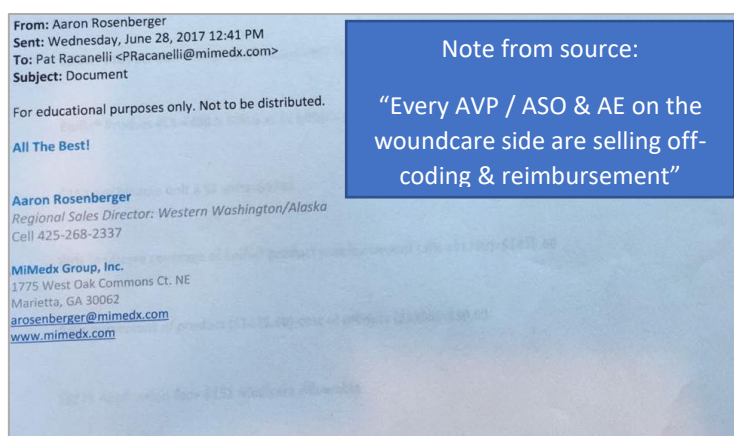 From: Aaron Rosenberger
Sent: Wednesday, June 28, 2017 12:41 PM
To: Pat Racanelli <PRacanelli@mimedx.com>
Subject: Document
For educational purposes only. Not to be distributed.
All The Best!
Aaron Rosenberger
Regional Sales Director: Western Washington/Alaska
Cell 425-268-2337
MiMedx Group, Inc.
1775 West Oak Commons Ct. NE
Marietta, GA 30062
arosenberger@mimedx.com
www.mimedx.com
Note from source:
“Every AVP / ASO & AE on the
woundcare side are selling off-
coding & reimbursement”